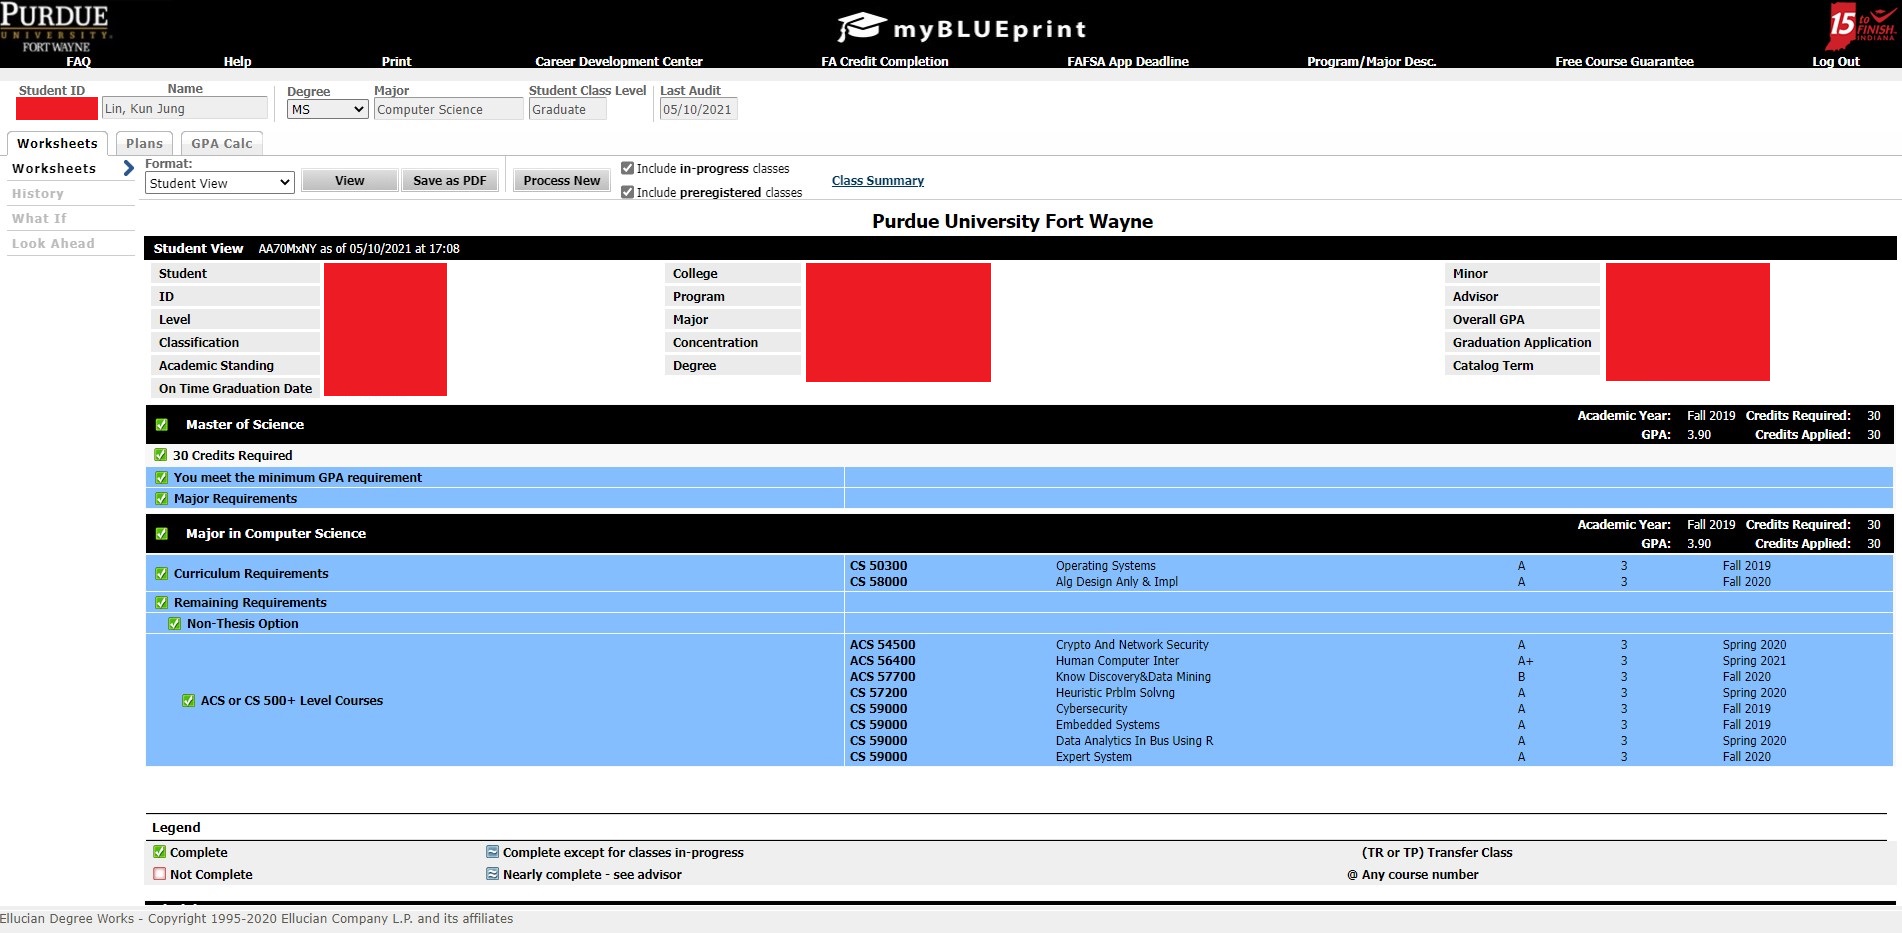 PURDUE
UNIVERSITY®
FORT WAYNE
myBLUEprint
15 to FINISH. INDIANA
FAQ Help Print Career Development Center FA Credit Completion FAFSA App Deadline Program/Major Desc. Free Course Guarantee Log Out
Student ID Name Degree Major Student Class Level Last Audit
Lin, Kun Jung MS Computer Science Graduate 05/10/2021
Worksheets Plans GPA Calc
Worksheets
History
What If
Look Ahead
Format:
Student View View Save as PDF Process New
Include in-progress classes
Include preregistered classes
Class Summary
Purdue University Fort Wayne
Student View AA70MxNY as of 05/10/2021 at 17:08
Student College Minor
ID Program Advisor
Level Major Overall GPA
Classification Concentration Graduation Application
Academic Standing Degree Catalog Term
On Time Graduation Date
Master of Science
Academic Year: Fall 2019 Credits Required: 30
GPA: 3.90 Credits Applied: 30
30 Credits Required
You meet the minimum GPA requirement
Major Requirements
Major in Computer Science
Academic Year: Fall 2019 Credits Required: 30
GPA: 3.90 Credits Applied: 30
Curriculum Requirements
CS 50300 Operating Systems A 3 Fall 2019
CS 58000 Alg Design Anly & Impl A 3 Fall 2020
Remaining Requirements
Non-Thesis Option
ACS or CS 500+ Level Courses
ACS 54500 Crypto And Network Security A 3 Spring 2020
ACS 56400 Human Computer Inter A+ 3 Spring 2021
ACS 57700 Know Discovery&Data Mining B 3 Fall 2020
CS 57200 Heuristic Prblm Solvng A 3 Spring 2020
CS 59000 Cybersecurity A 3 Fall 2019
CS 59000 Embedded Systems A 3 Fall 2019
CS 59000 Data Analytics In Bus Using R A 3 Spring 2020
CS 59000 Expert System A 3 Fall 2020
Legend
Complete Complete except for classes in-progress (TR or TP) Transfer Class
Not Complete Nearly complete - see advisor @ Any course number
Ellucian Degree Works - Copyright 1995-2020 Ellucian Company L.P. and its affiliates